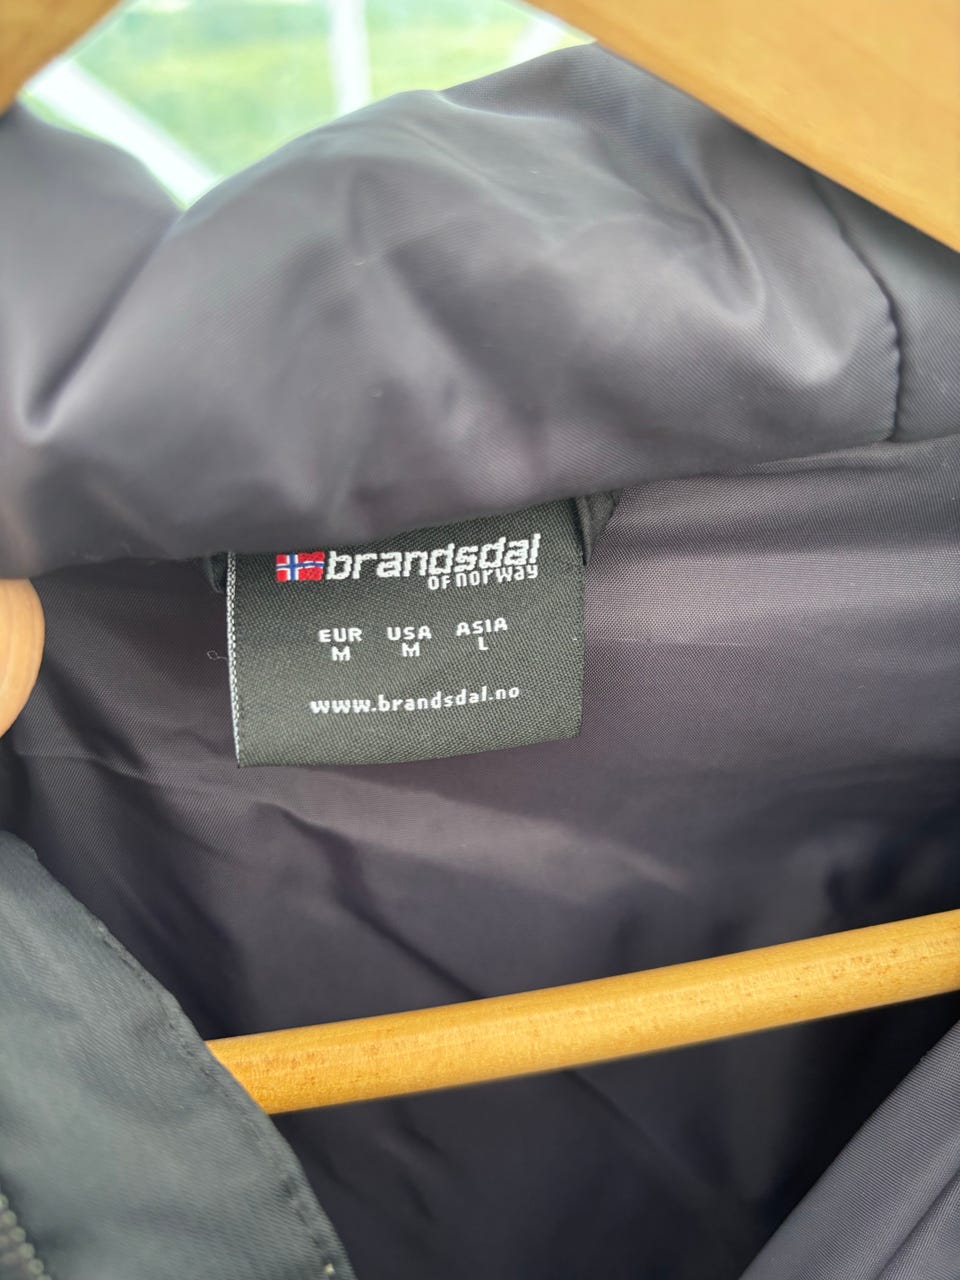 brandsdal
OF norway
EUR USA ASIA
M M L
www.brandsdal.no